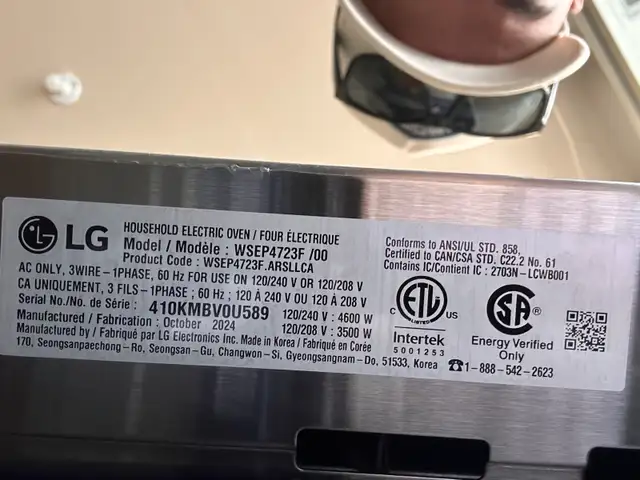 LG
HOUSEHOLD ELECTRIC OVEN / FOUR ÉLECTRIQUE
Model / Modèle : WSEP4723F /00
Product Code : WSEP4723F.ARSLLCA
AC ONLY, 3WIRE–1PHASE, 60 Hz FOR USE ON 120/240 V OR 120/208 V
CA UNIQUEMENT, 3 FILS-1PHASE ; 60 Hz ; 120 À 240 V OU 120 À 208 V
Serial No./No. de Série : 410KMBV0U589
120/240 V : 4600 W
Manufactured / Fabrication : October 2024
120/208 V : 3500 W
Manufactured by / Fabriqué par LG Electronics Inc. Made in Korea / Fabriqué en Corée
170, Seongsanpaechong-Ro, Seongsan-Gu, Changwon-Si, Gyeongsangnam-Do, 51533, Korea
Conforms to ANSI/UL STD. 858,
Certified to CAN/CSA STD. C22.2 No. 61
Contains IC/Contient IC : 2703N-LCWB001
C ETL US
Intertek
5001253
SA ®
Energy Verified
Only
☎1-888-542-2623